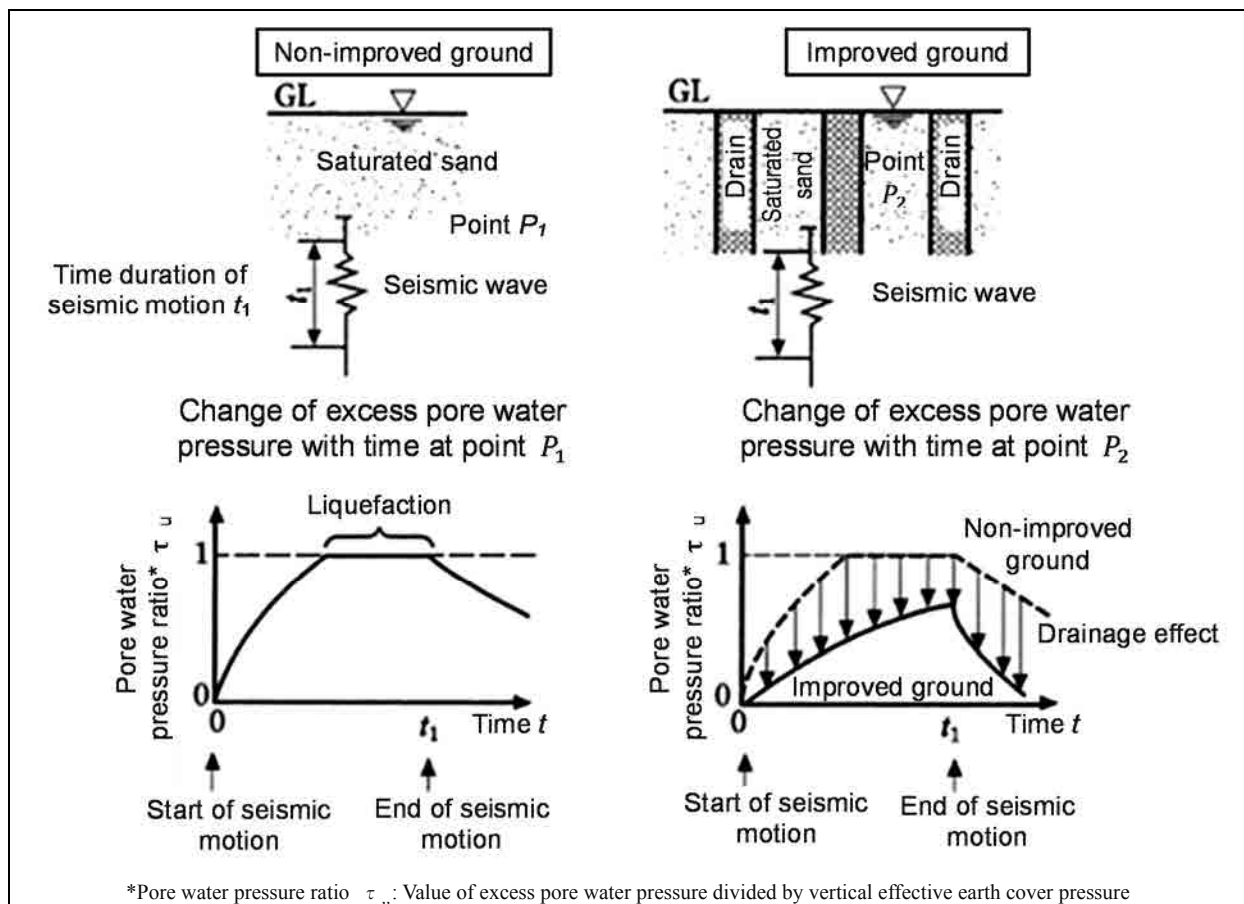 Non-improved ground
GL
Saturated sand
Point P₁
Time duration of
seismic motion t₁
t₁
Seismic wave
Change of excess pore water
pressure with time at point P₁
Liquefaction
Pore water
pressure ratio* τ u
1
0
0
t₁
Time t
Start of seismic
motion
End of seismic
motion
Improved ground
GL
Drain
Saturated
sand
Point
P₂
Drain
t₁
Seismic wave
Change of excess pore water
pressure with time at point P₂
Pore water
pressure ratio* τ u
1
0
0
Non-improved
ground
Drainage effect
Improved ground
t₁
Time t
Start of seismic
motion
End of seismic
motion
*Pore water pressure ratio τ u: Value of excess pore water pressure divided by vertical effective earth cover pressure